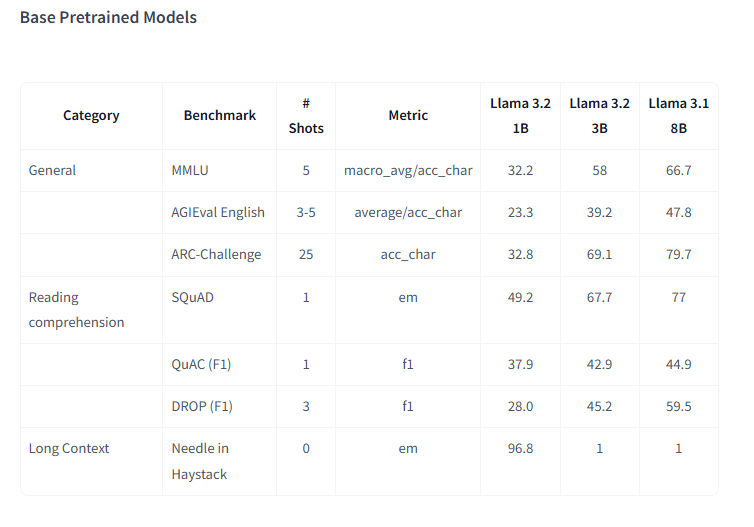 Base Pretrained Models
Category Benchmark # Shots Metric Llama 3.2 1B Llama 3.2 3B Llama 3.1 8B
General MMLU 5 macro_avg/acc_char 32.2 58 66.7
AGIEval English 3-5 average/acc_char 23.3 39.2 47.8
ARC-Challenge 25 acc_char 32.8 69.1 79.7
Reading comprehension SQuAD 1 em 49.2 67.7 77
QuAC (F1) 1 f1 37.9 42.9 44.9
DROP (F1) 3 f1 28.0 45.2 59.5
Long Context Needle in Haystack 0 em 96.8 1 1